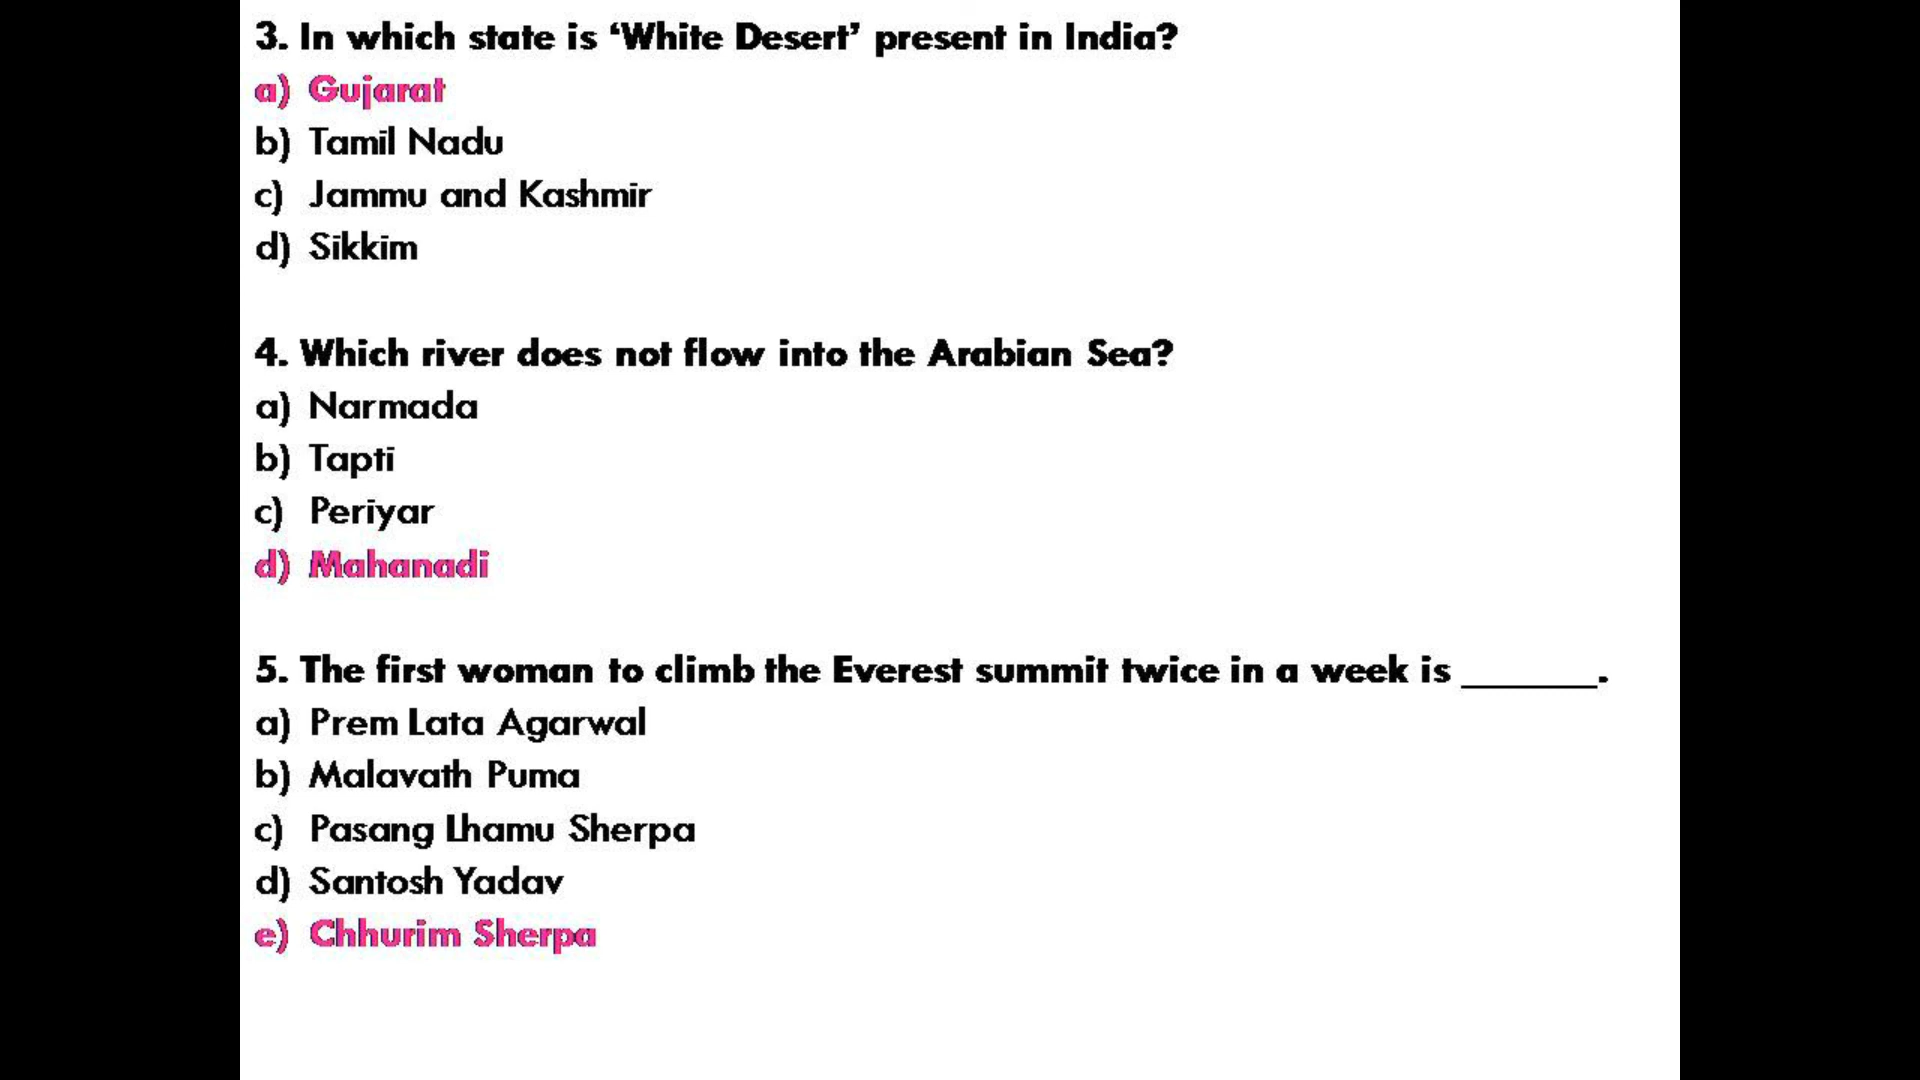 3. In which state is ‘White Desert’ present in India?
a) Gujarat
b) Tamil Nadu
c) Jammu and Kashmir
d) Sikkim
4. Which river does not flow into the Arabian Sea?
a) Narmada
b) Tapti
c) Periyar
d) Mahanadi
5. The first woman to climb the Everest summit twice in a week is _______.
a) Prem Lata Agarwal
b) Malavath Puma
c) Pasang Lhamu Sherpa
d) Santosh Yadav
e) Chhurim Sherpa